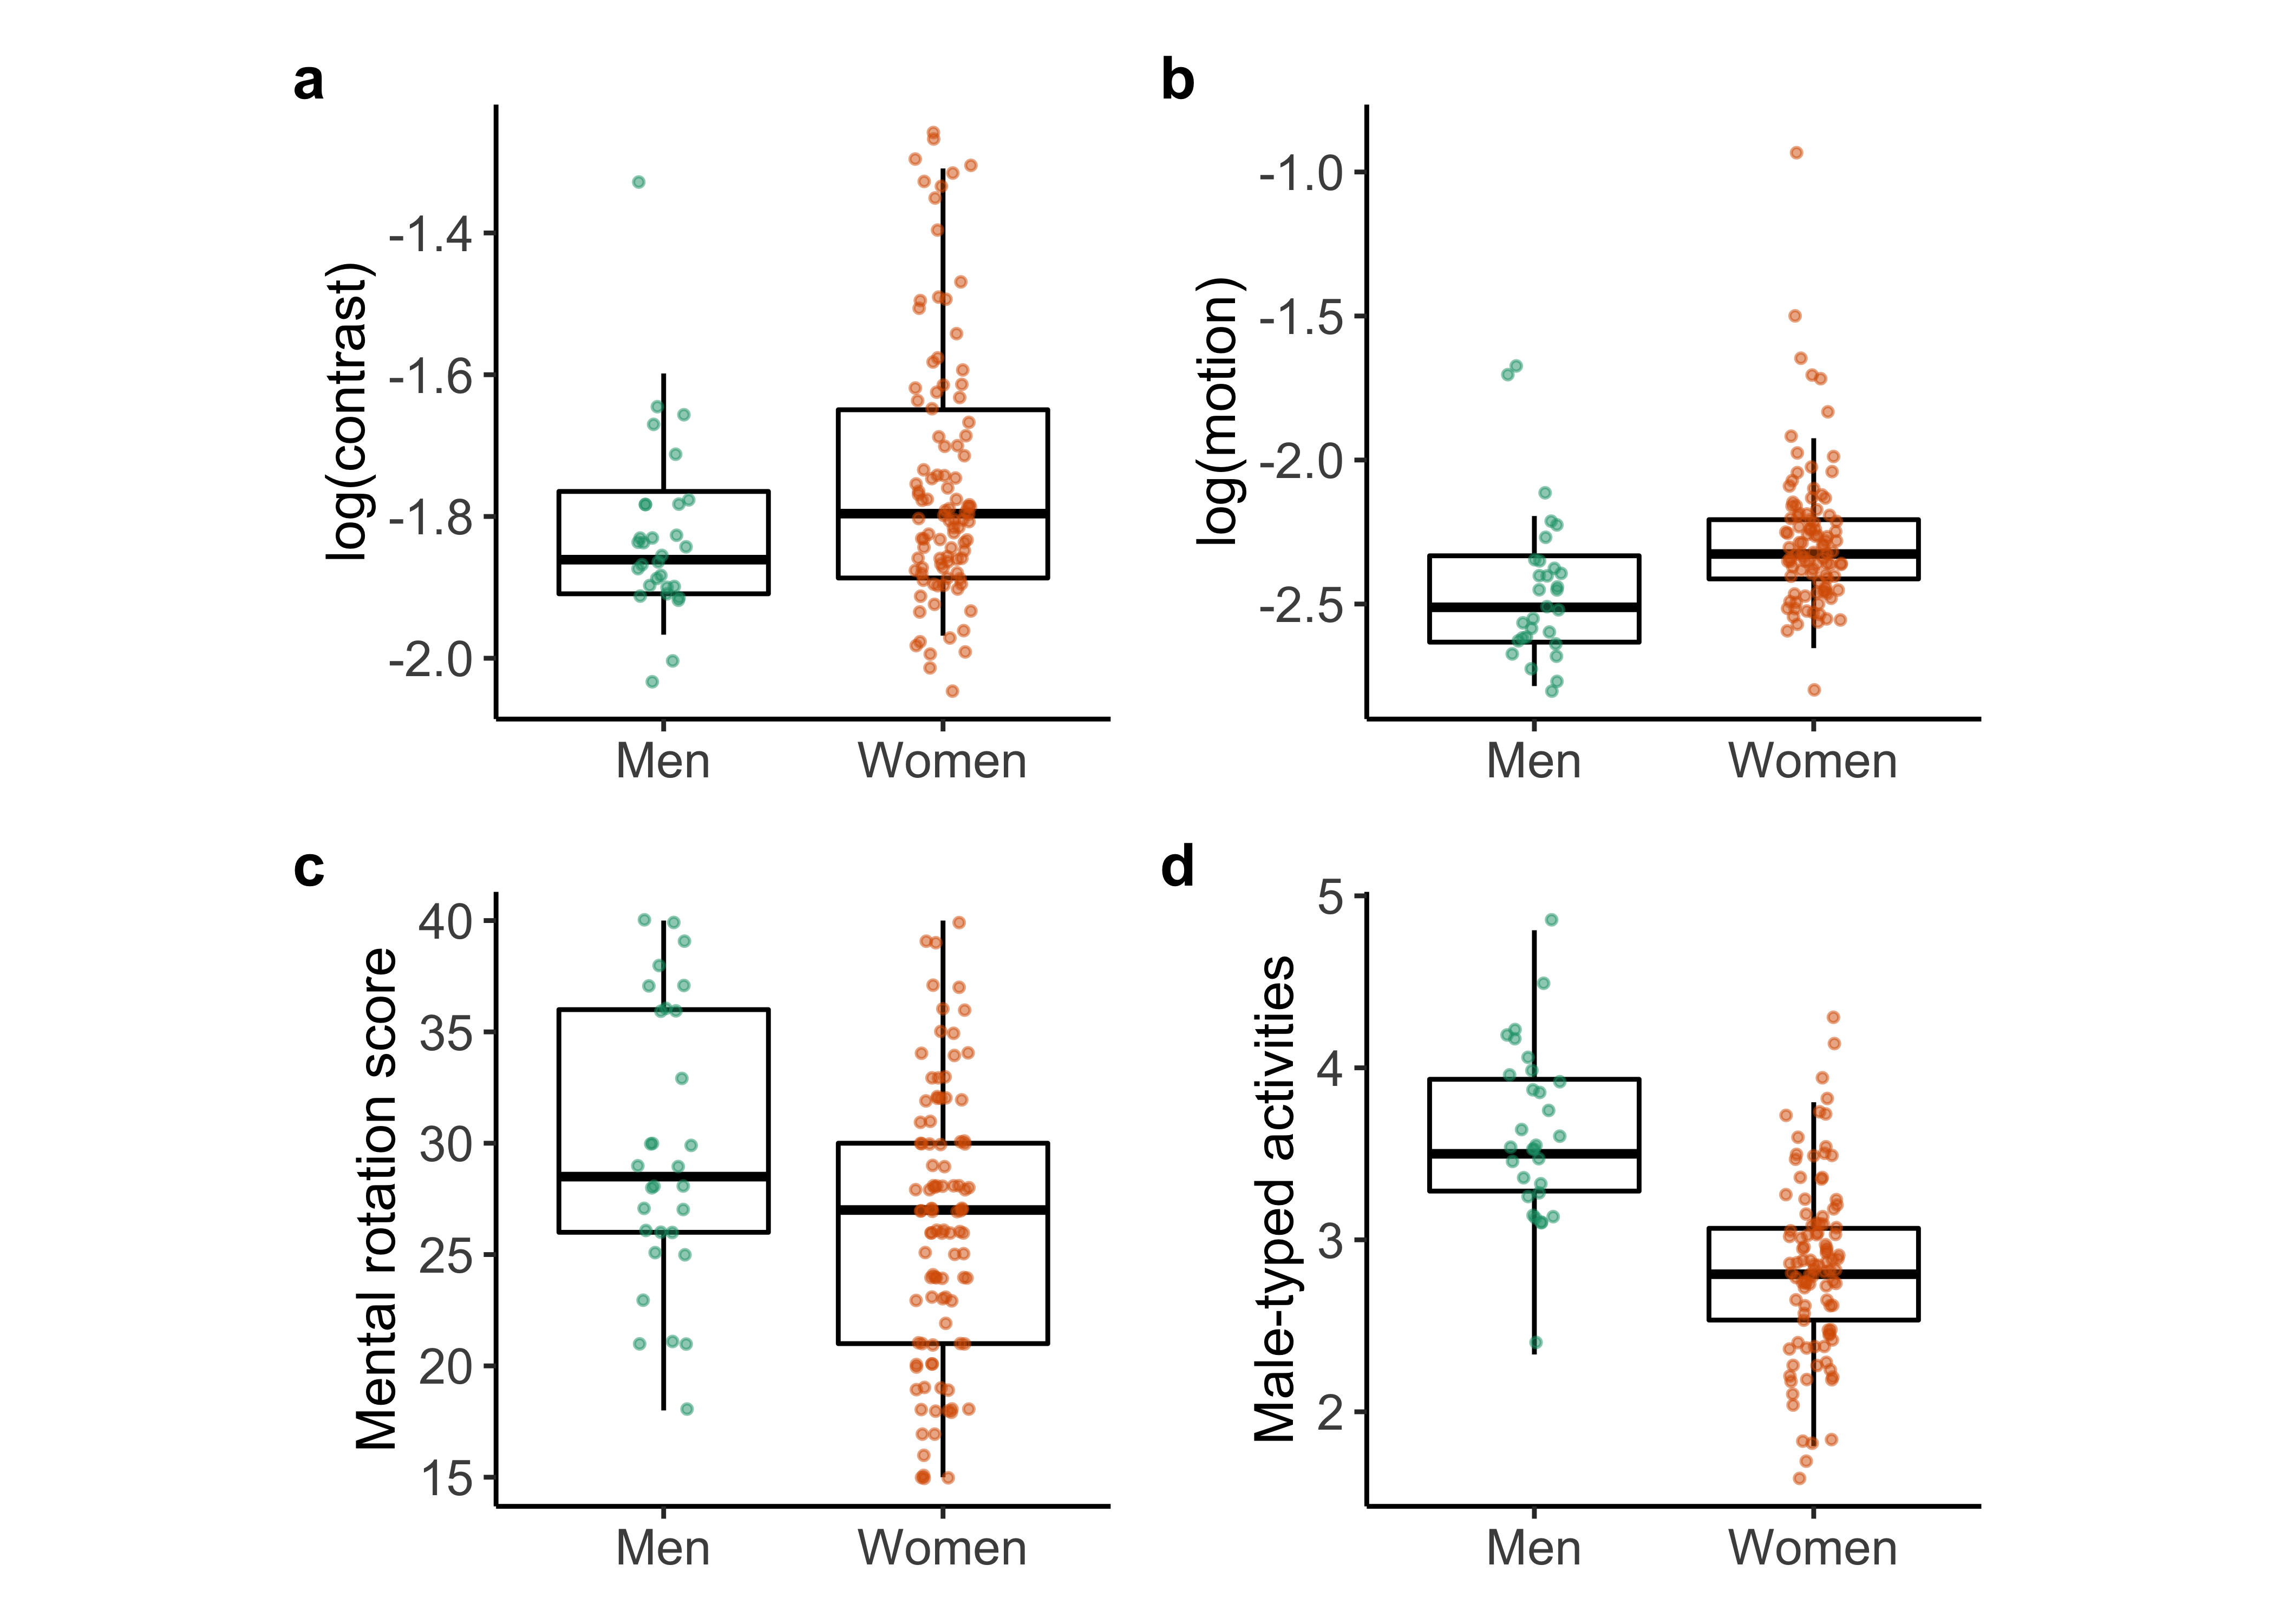 a
log(contrast)
-1.4
-1.6
-1.8
-2.0
Men Women
b
log(motion)
-1.0
-1.5
-2.0
-2.5
Men Women
c
Mental rotation score
40
35
30
25
20
15
Men Women
d
Male-typed activities
5
4
3
2
Men Women